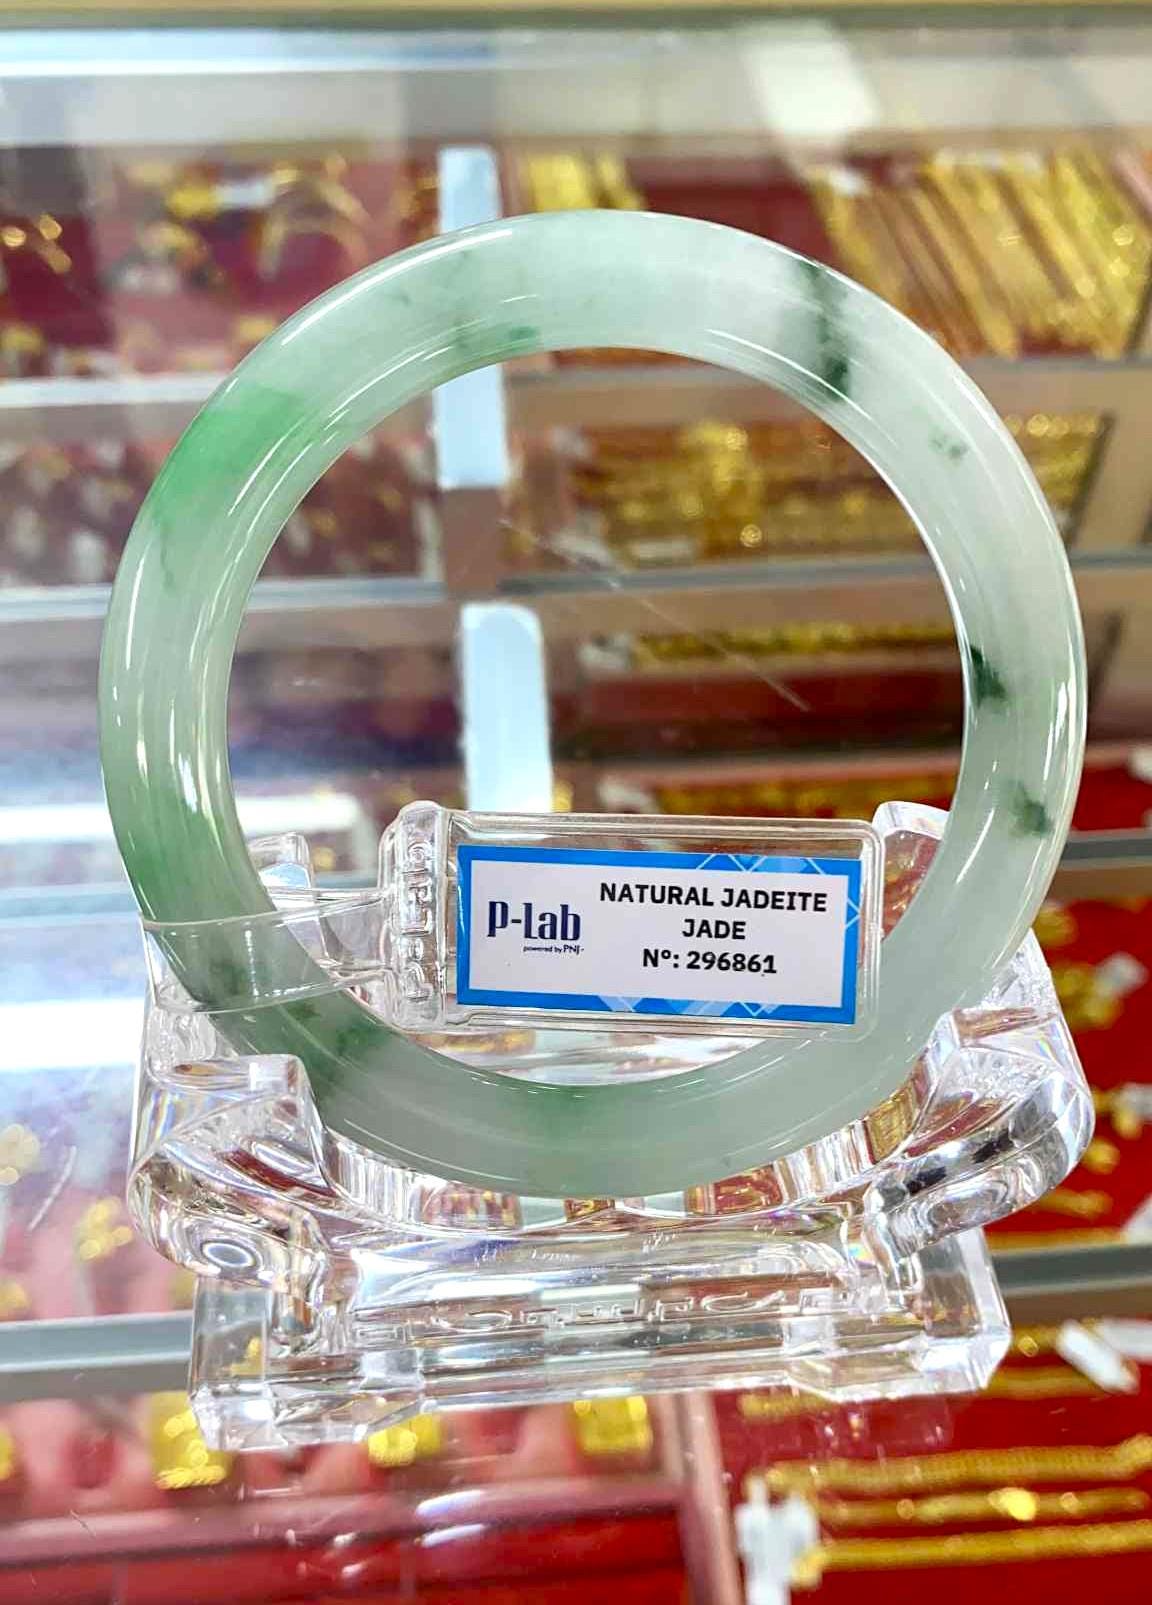 P-Lab
powered by PNJ
NATURAL JADEITE
JADE
Nº: 296861